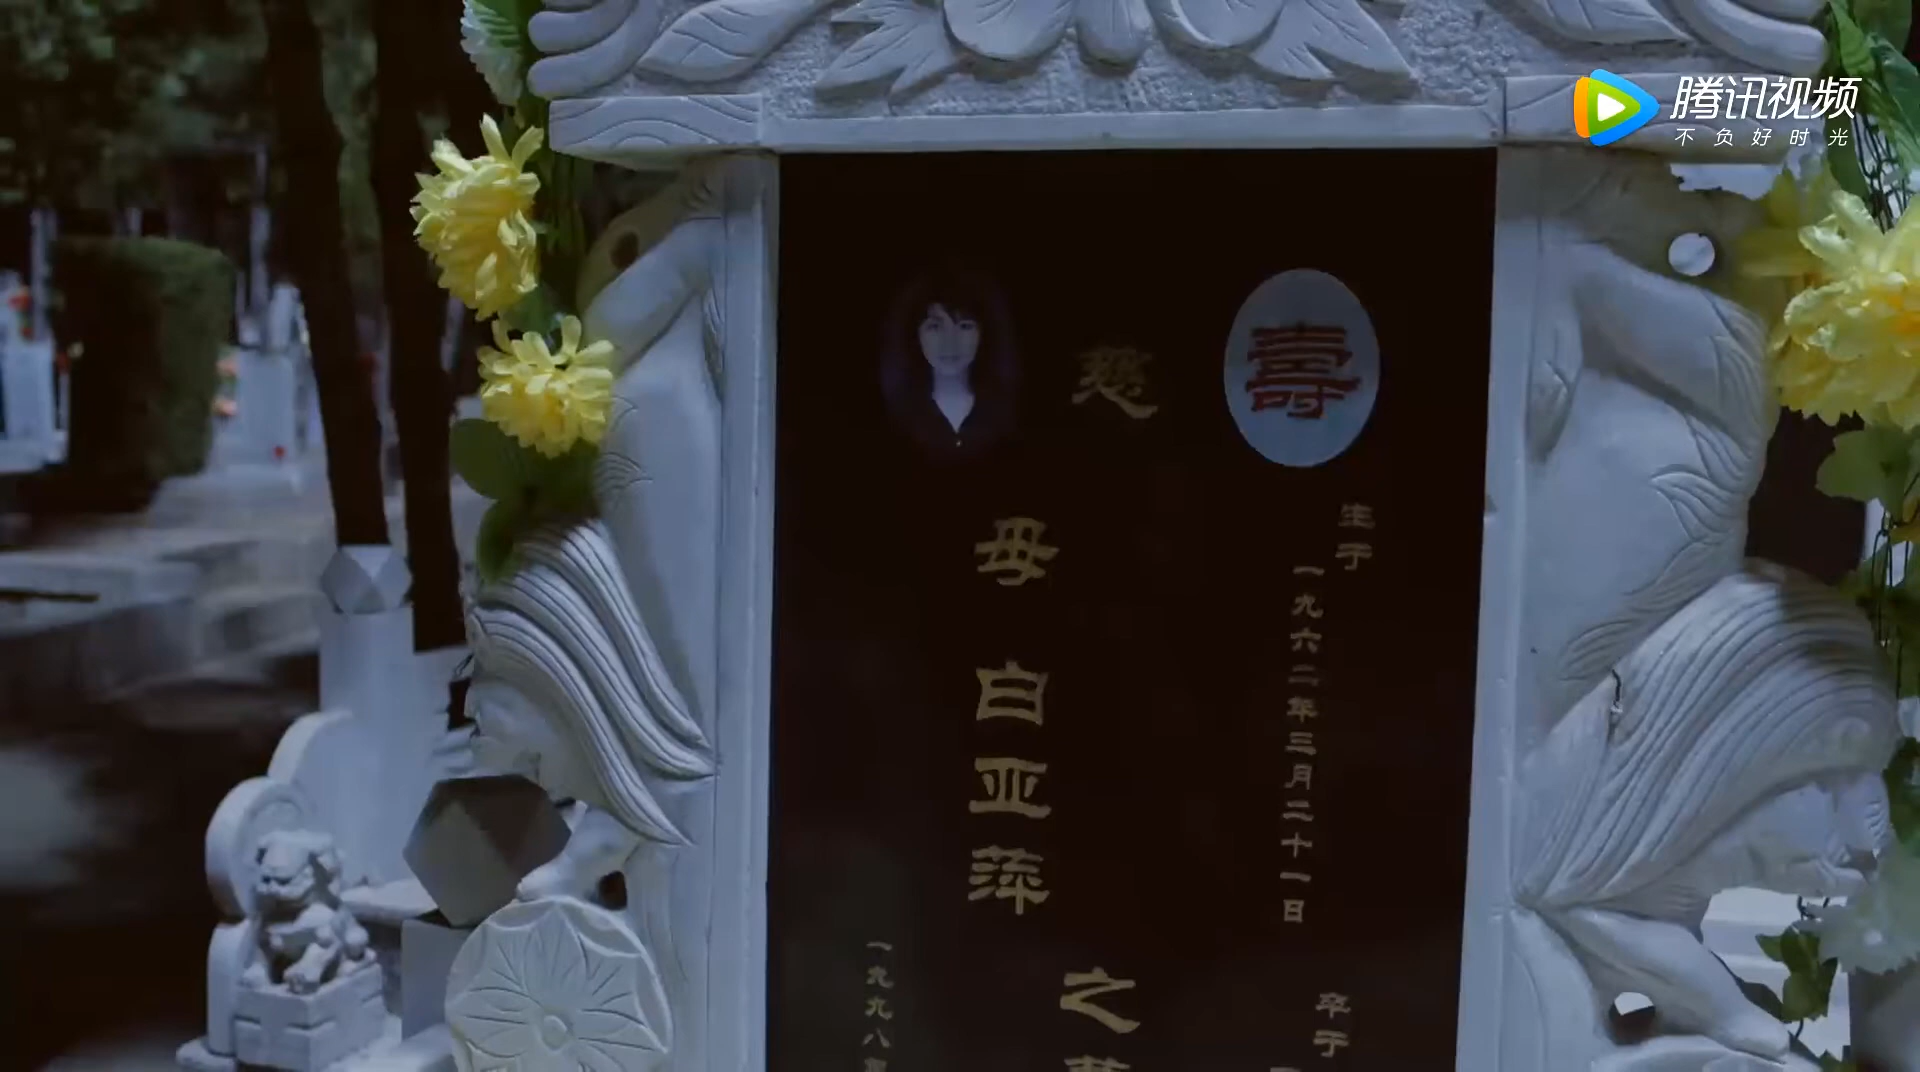 腾讯视频
不负好时光
壽
慈
母
白亚萍
之
生于
一九六二年三月二十一日
卒于
一九九八